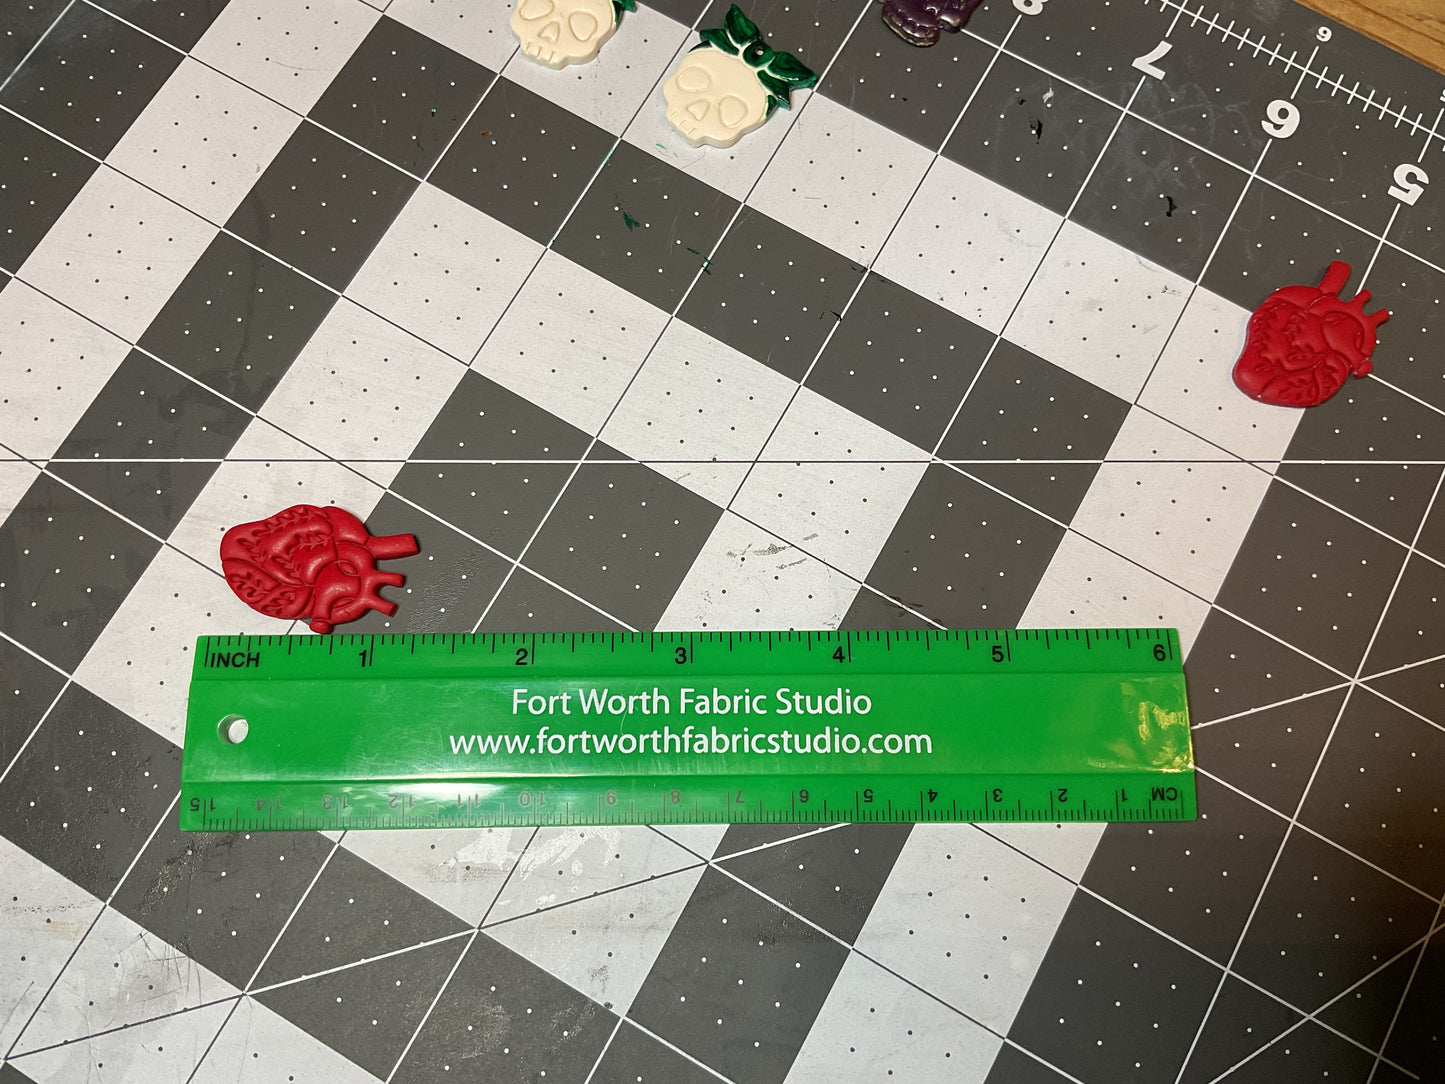 8 7 6 5
9
INCH 1 2 3 4 5 6
Fort Worth Fabric Studio
www.fortworthfabricstudio.com
15 14 13 12 11 10 9 8 7 6 5 4 3 2 1 CM